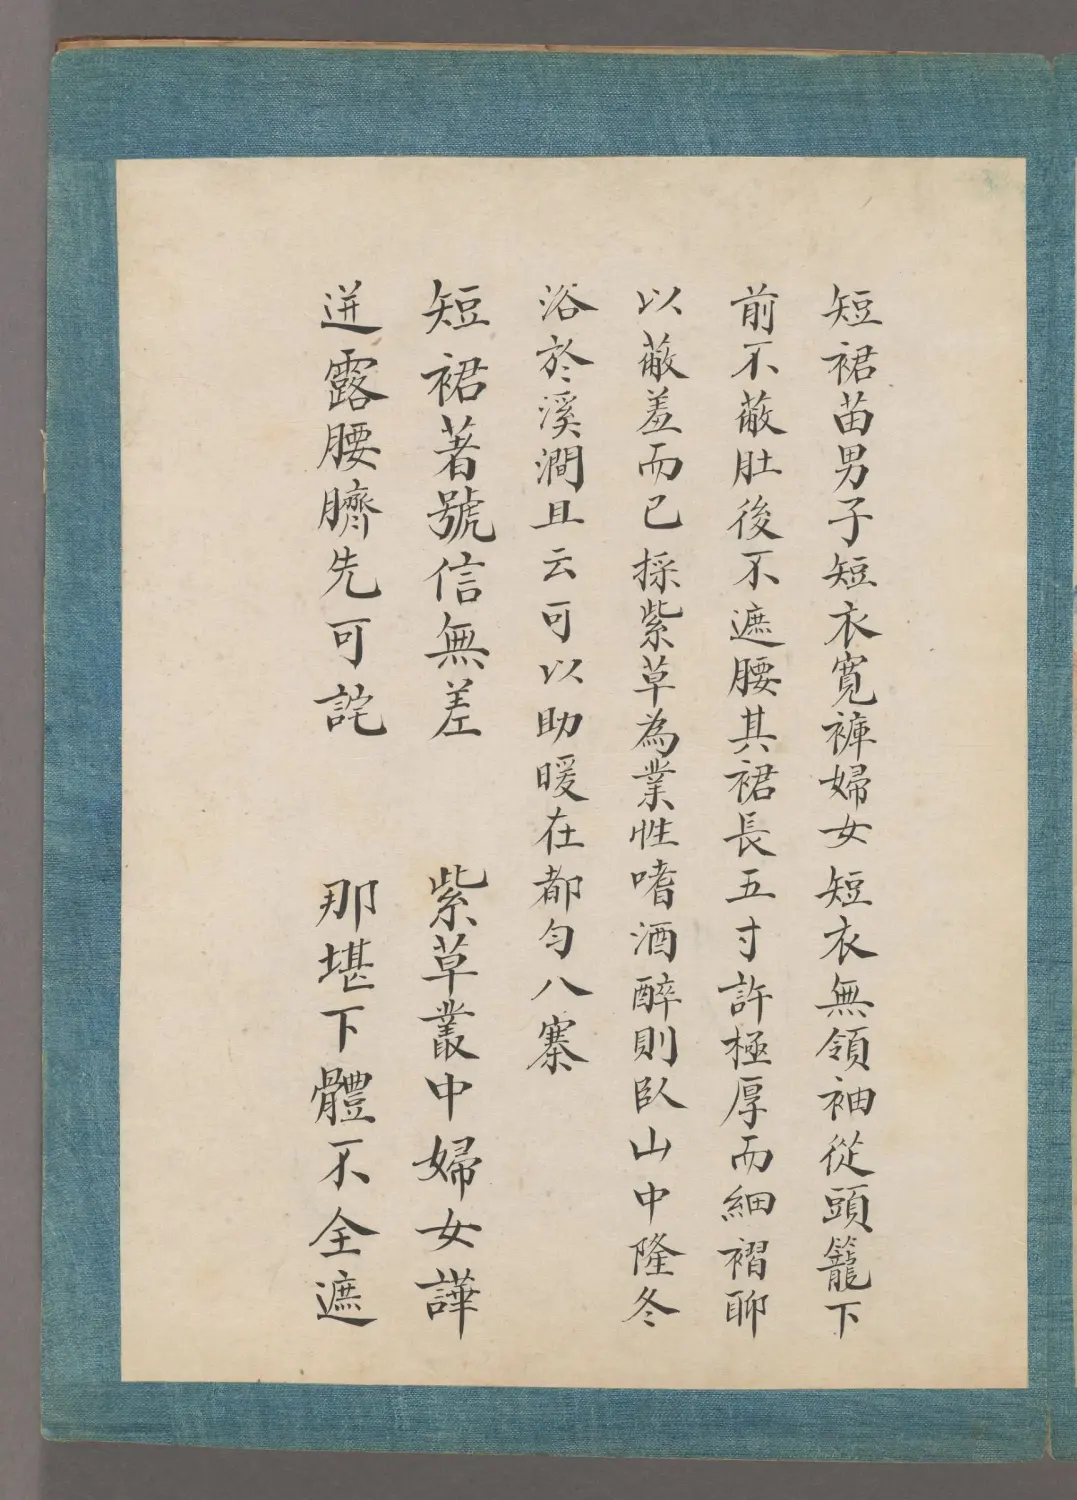 短裙苗男子短衣寬褲婦女短衣無領袖從頭籠下
前不蔽肚後不遮腰其裙長五寸許極厚而細褶聊
以蔽羞而已採紫草為業性嗜酒醉則臥山中隆冬
浴於溪澗且云可以助暖在都勻八寨
短裙著號信無差　紫草叢中婦女譁
迸露腰臍先可詫　那堪下體不全遮